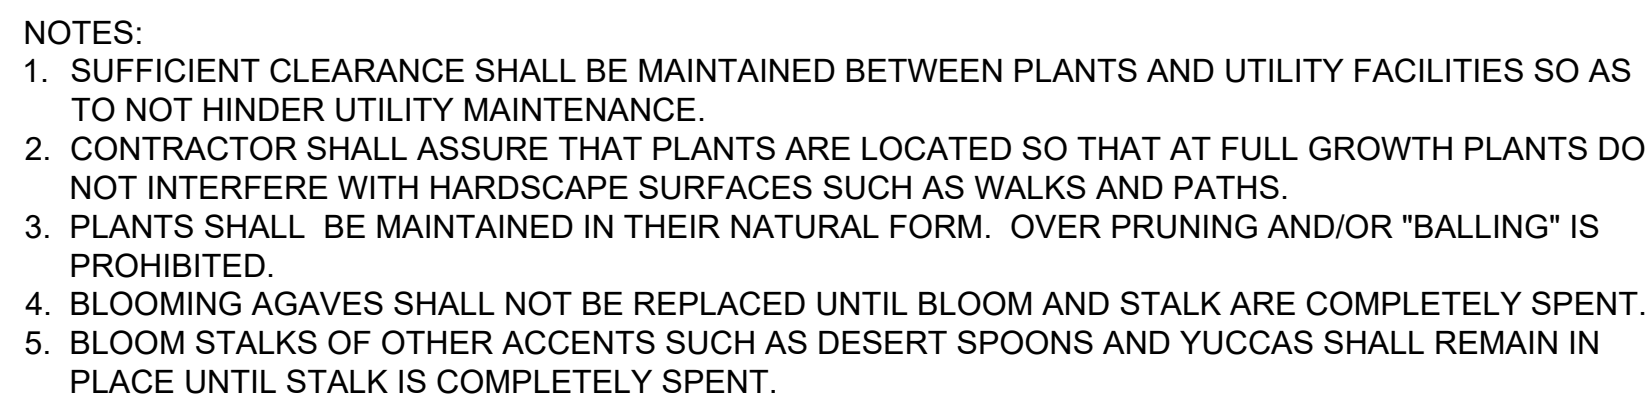 NOTES:
1. SUFFICIENT CLEARANCE SHALL BE MAINTAINED BETWEEN PLANTS AND UTILITY FACILITIES SO AS
TO NOT HINDER UTILITY MAINTENANCE.
2. CONTRACTOR SHALL ASSURE THAT PLANTS ARE LOCATED SO THAT AT FULL GROWTH PLANTS DO
NOT INTERFERE WITH HARDSCAPE SURFACES SUCH AS WALKS AND PATHS.
3. PLANTS SHALL  BE MAINTAINED IN THEIR NATURAL FORM.  OVER PRUNING AND/OR "BALLING" IS
PROHIBITED.
4. BLOOMING AGAVES SHALL NOT BE REPLACED UNTIL BLOOM AND STALK ARE COMPLETELY SPENT.
5. BLOOM STALKS OF OTHER ACCENTS SUCH AS DESERT SPOONS AND YUCCAS SHALL REMAIN IN
PLACE UNTIL STALK IS COMPLETELY SPENT.